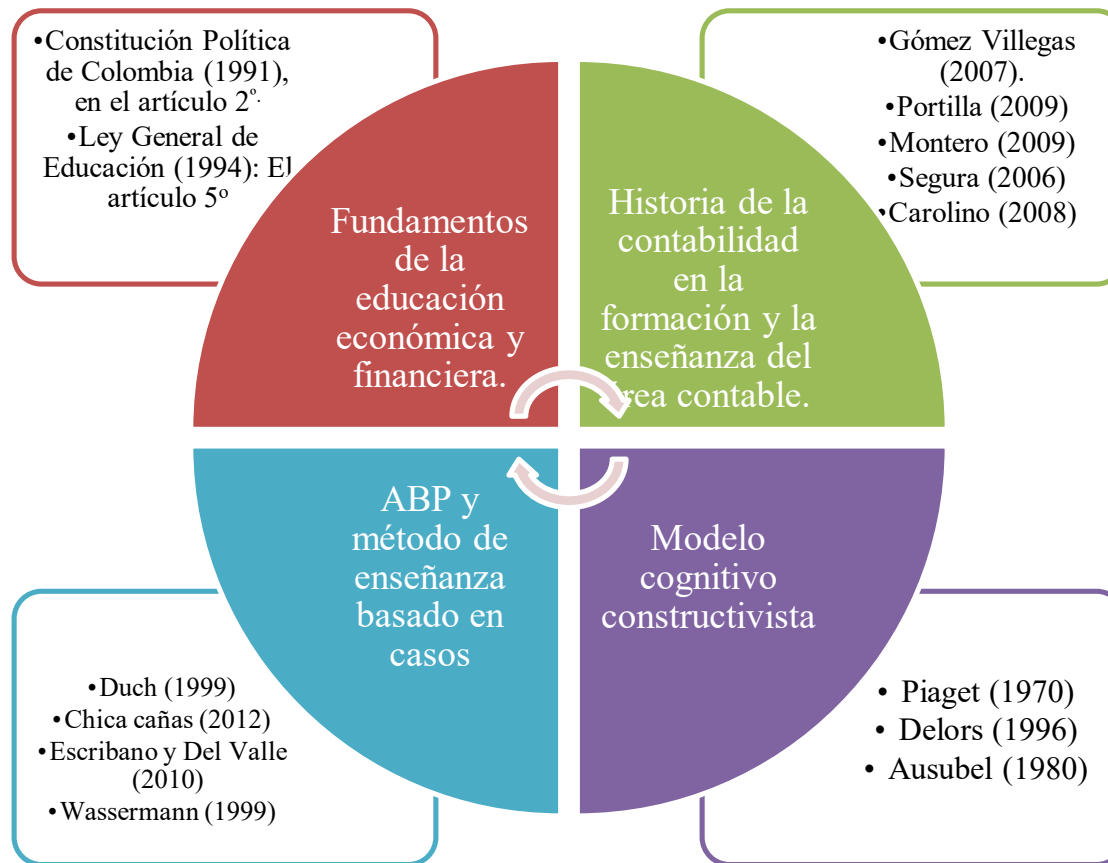 •Constitución Política
de Colombia (1991),
en el artículo 2º.
•Ley General de
Educación (1994): El
artículo 5º
•Gómez Villegas
(2007).
•Portilla (2009)
•Montero (2009)
•Segura (2006)
•Carolino (2008)
Fundamentos
de la
educación
económica y
financiera.
Historia de la
contabilidad
en la
formación y la
enseñanza del
área contable.
ABP y
método de
enseñanza
basado en
casos
Modelo
cognitivo
constructivista
•Duch (1999)
•Chica cañas (2012)
•Escribano y Del Valle
(2010)
•Wassermann (1999)
• Piaget (1970)
• Delors (1996)
• Ausubel (1980)